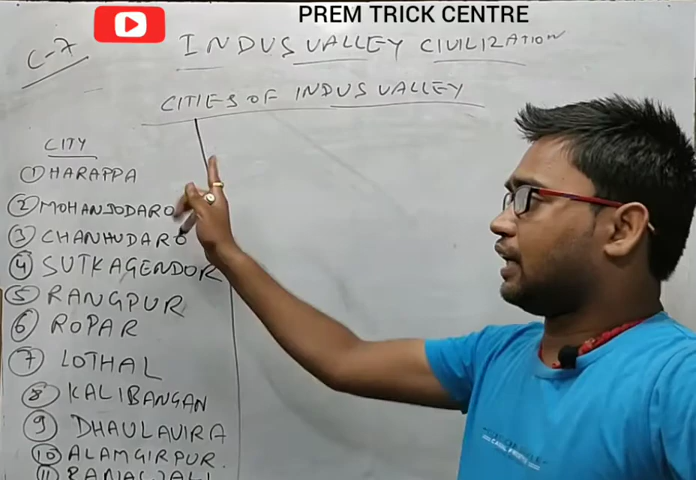 PREM TRICK CENTRE
C-7
INDUS VALLEY CIVILIZATION
CITIES OF INDUS VALLEY
CITY
① HARAPPA
② MOHANJODARO
③ CHANHUDARO
④ SUTKAGENDOR
⑤ RANGPUR
⑥ ROPAR
⑦ LOTHAL
⑧ KALIBANGAN
⑨ DHAULAVIRA
⑩ ALAMGIRPUR.
⑪